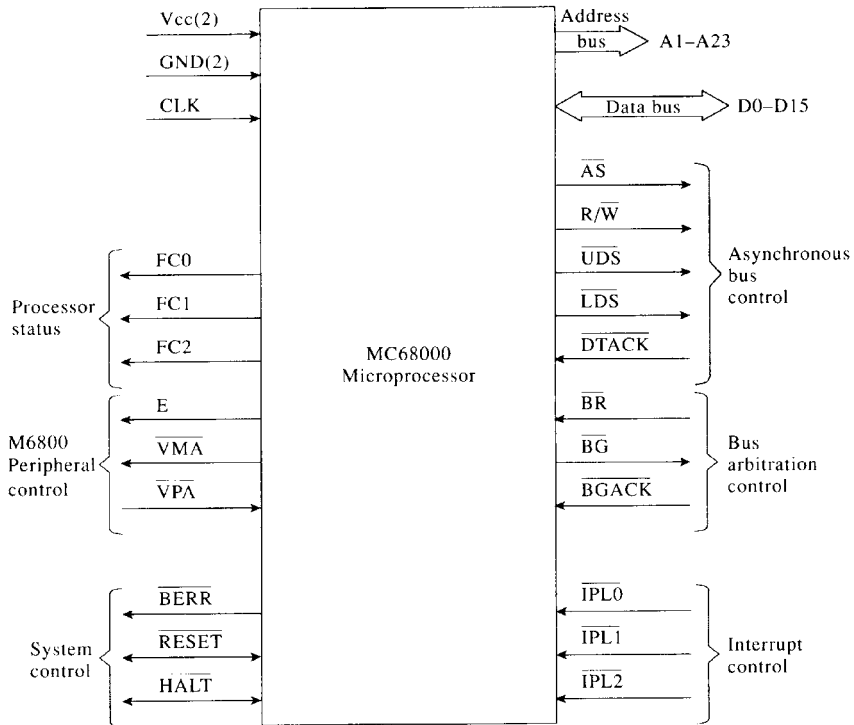 Vcc(2)
GND(2)
CLK
Processor
status
FC0
FC1
FC2
M6800
Peripheral
control
E
VMA
VPA
System
control
BERR
RESET
HALT
MC68000
Microprocessor
Address
bus
A1–A23
Data bus
D0–D15
AS
R/W
UDS
LDS
DTACK
Asynchronous
bus
control
BR
BG
BGACK
Bus
arbitration
control
IPL0
IPL1
IPL2
Interrupt
control